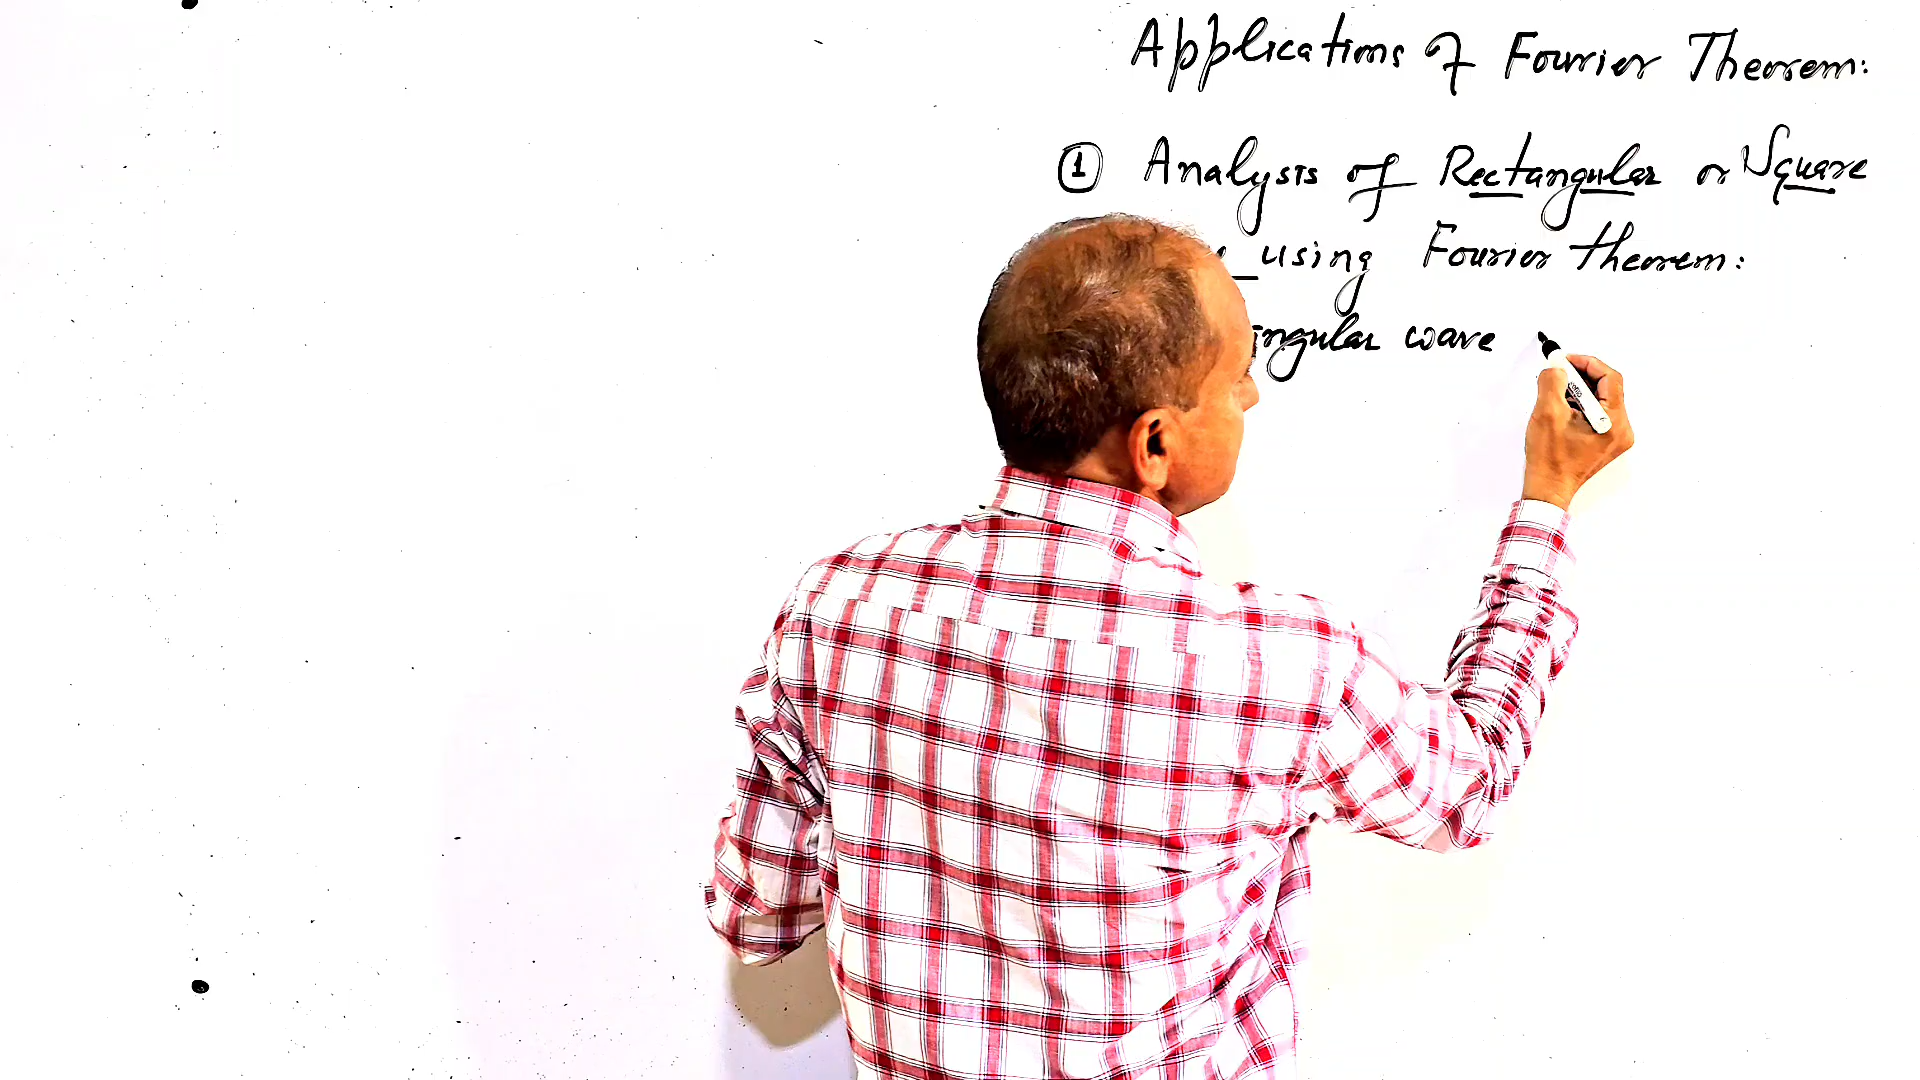 Applications of Fourier Theorem:
① Analysis of Rectangular or Square
using Fourier theorem:
wave